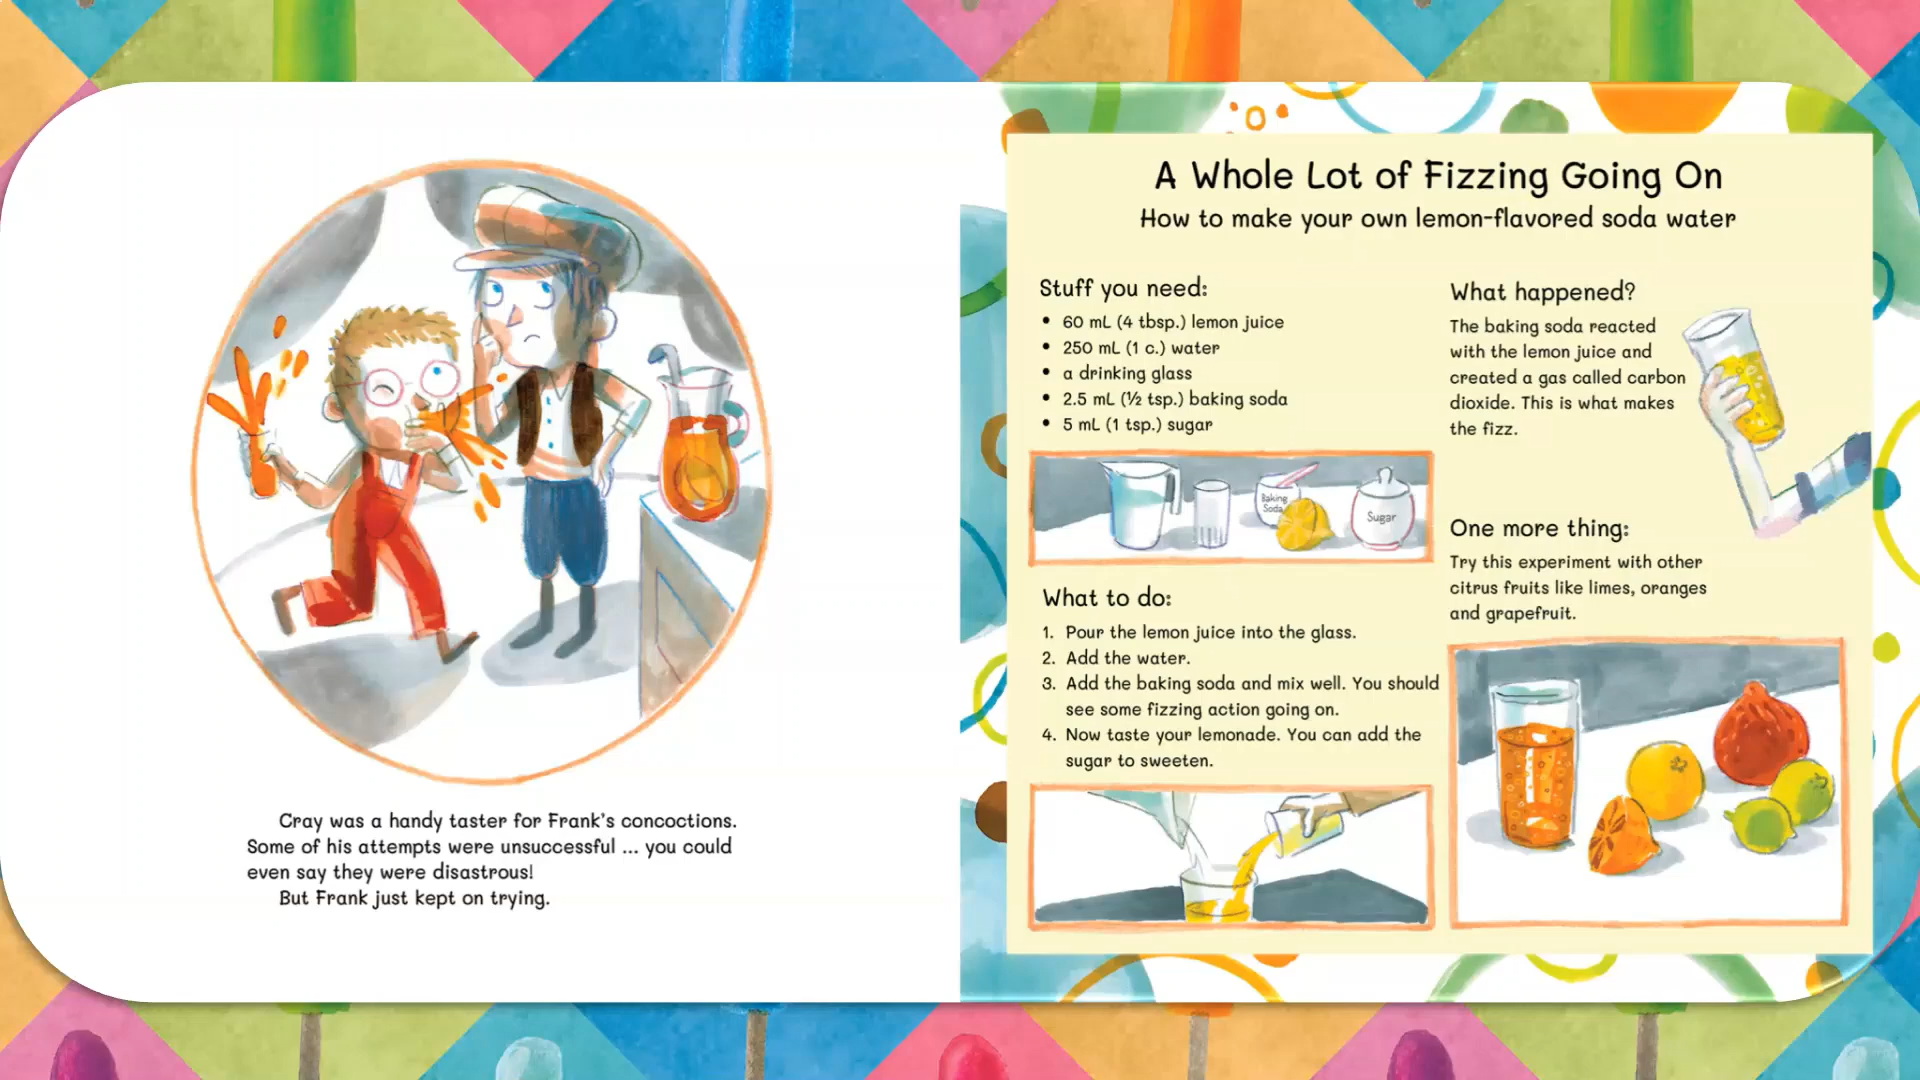 Cray was a handy taster for Frank's concoctions.
Some of his attempts were unsuccessful ... you could
even say they were disastrous!
But Frank just kept on trying.
A Whole Lot of Fizzing Going On
How to make your own lemon-flavored soda water
Stuff you need:
• 60 mL (4 tbsp.) lemon juice
• 250 mL (1 c.) water
• a drinking glass
• 2.5 mL (½ tsp.) baking soda
• 5 mL (1 tsp.) sugar
Baking
Soda
Sugar
What to do:
1. Pour the lemon juice into the glass.
2. Add the water.
3. Add the baking soda and mix well. You should
see some fizzing action going on.
4. Now taste your lemonade. You can add the
sugar to sweeten.
What happened?
The baking soda reacted
with the lemon juice and
created a gas called carbon
dioxide. This is what makes
the fizz.
One more thing:
Try this experiment with other
citrus fruits like limes, oranges
and grapefruit.